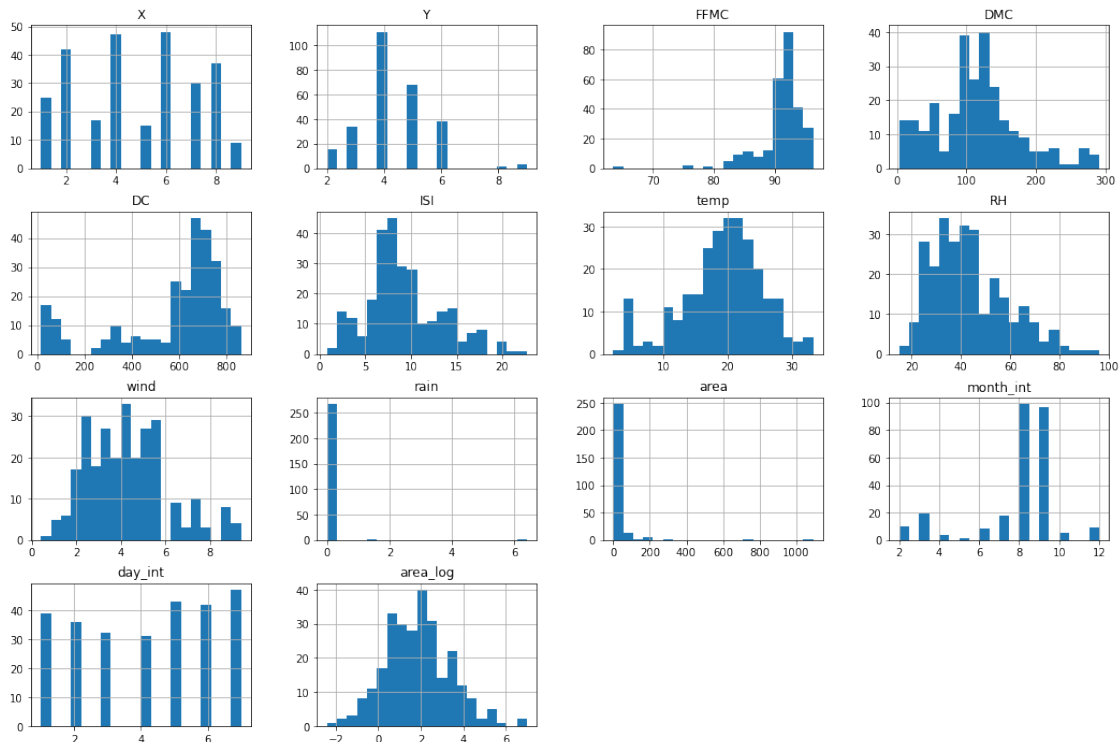 X Y FFMC DMC
50 40 30 20 10 0
2 4 6 8
100 80 60 40 20 0
2 4 6 8
80 60 40 20 0
70 80 90
40 30 20 10 0
0 100 200 300
DC ISI temp RH
40 30 20 10 0
0 200 400 600 800
40 30 20 10 0
0 5 10 15 20
30 20 10 0
10 20 30
30 20 10 0
20 40 60 80 100
wind rain area month_int
30 20 10 0
0 2 4 6 8
250 200 150 100 50 0
0 2 4 6
250 200 150 100 50 0
0 200 400 600 800 1000
100 80 60 40 20 0
2 4 6 8 10 12
day_int area_log
40 30 20 10 0
2 4 6
40 30 20 10 0
−2 0 2 4 6